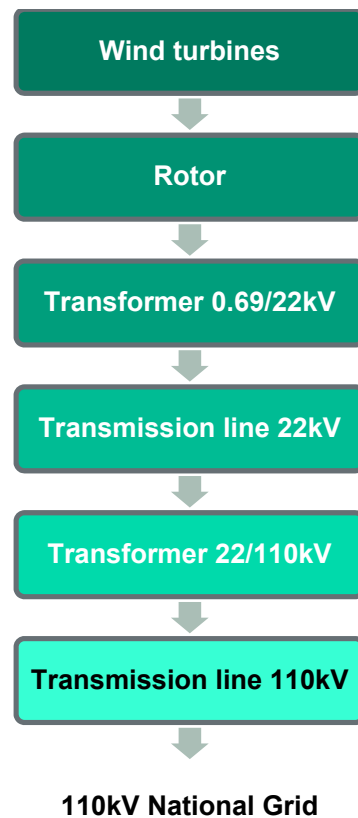 Wind turbines
Rotor
Transformer 0.69/22kV
Transmission line 22kV
Transformer 22/110kV
Transmission line 110kV
110kV National Grid